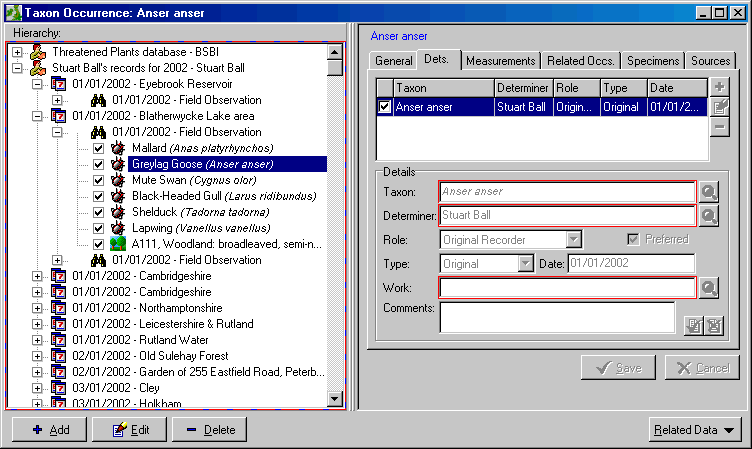 Taxon Occurrence: Anser anser
Hierarchy:
Threatened Plants database - BSBI
Stuart Ball's records for 2002 - Stuart Ball
01/01/2002 - Eyebrook Reservoir
01/01/2002 - Field Observation
01/01/2002 - Blatherwycke Lake area
01/01/2002 - Field Observation
Mallard (Anas platyrhynchos)
Greylag Goose (Anser anser)
Mute Swan (Cygnus olor)
Black-Headed Gull (Larus ridibundus)
Shelduck (Tadorna tadorna)
Lapwing (Vanellus vanellus)
A111, Woodland: broadleaved, semi-n...
01/01/2002 - Field Observation
01/01/2002 - Cambridgeshire
01/01/2002 - Cambridgeshire
01/01/2002 - Northamptonshire
01/01/2002 - Leicestershire & Rutland
01/01/2002 - Rutland Water
02/01/2002 - Old Sulehay Forest
02/01/2002 - Garden of 255 Eastfield Road, Peterb...
03/01/2002 - Cley
03/01/2002 - Holkham
Add
Edit
Delete
Anser anser
General Dets. Measurements Related Occs. Specimens Sources
Taxon Determiner Role Type Date
Anser anser Stuart Ball Origin... Original 01/01/2...
Details
Taxon: Anser anser
Determiner: Stuart Ball
Role: Original Recorder Preferred
Type: Original Date: 01/01/2002
Work:
Comments:
Save Cancel
Related Data